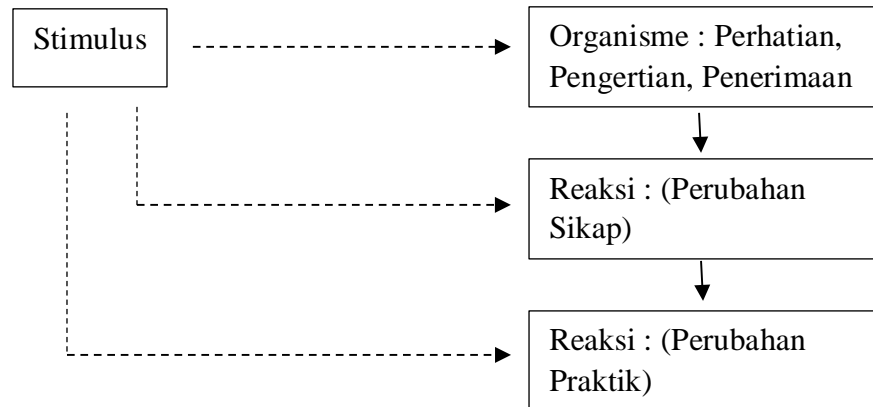 Stimulus
Organisme : Perhatian,
Pengertian, Penerimaan
Reaksi : (Perubahan
Sikap)
Reaksi : (Perubahan
Praktik)